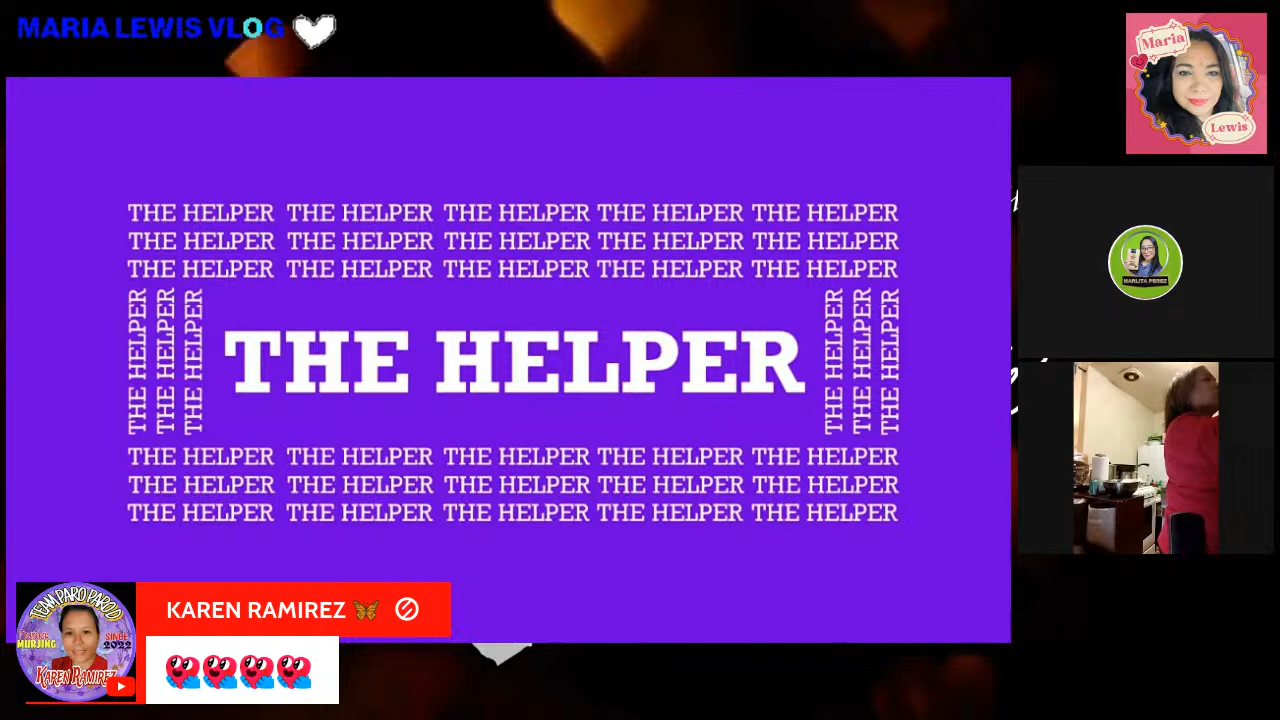 MARIA LEWIS VLOG
Maria
Lewis
THE HELPER THE HELPER THE HELPER THE HELPER THE HELPER
THE HELPER THE HELPER THE HELPER THE HELPER THE HELPER
THE HELPER THE HELPER THE HELPER THE HELPER THE HELPER
THE HELPER
THE HELPER
THE HELPER
THE HELPER
THE HELPER
THE HELPER
THE HELPER
THE HELPER THE HELPER THE HELPER THE HELPER THE HELPER
THE HELPER THE HELPER THE HELPER THE HELPER THE HELPER
THE HELPER THE HELPER THE HELPER THE HELPER THE HELPER
MARLITA PEREZ
TEAM PARO PARO
MURJING
SINCE
2022
KAREN RAMIREZ
KAREN RAMIREZ